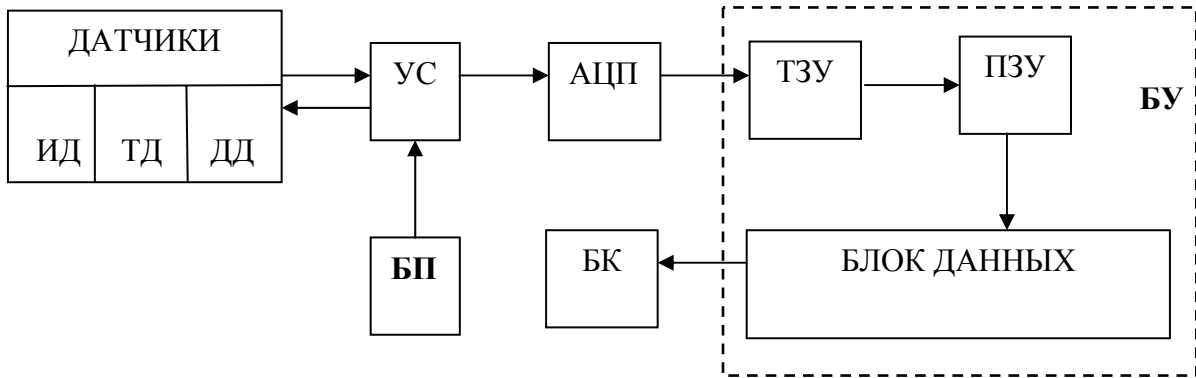 ДАТЧИКИ
ИД
ТД
ДД
УС
АЦП
ТЗУ
ПЗУ
БУ
БП
БК
БЛОК ДАННЫХ